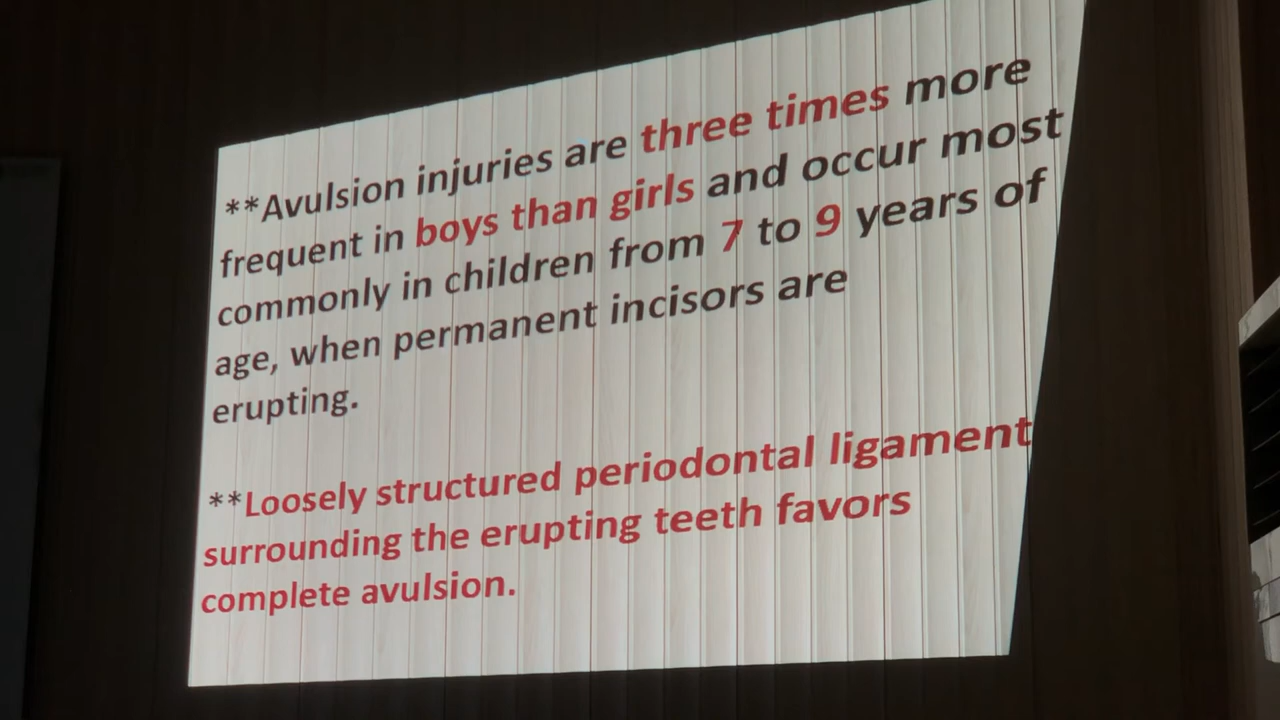 **Avulsion injuries are three times more
frequent in boys than girls and occur most
commonly in children from 7 to 9 years of
age, when permanent incisors are
erupting.
**Loosely structured periodontal ligament
surrounding the erupting teeth favors
complete avulsion.